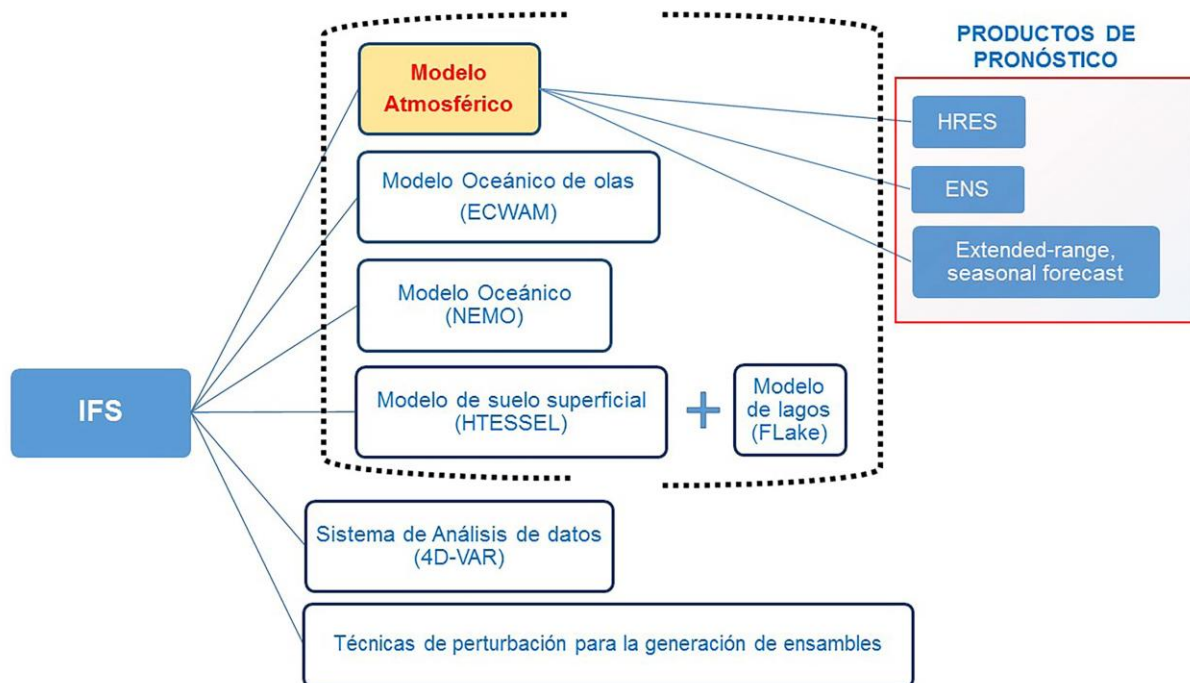 PRODUCTOS DE
PRONÓSTICO
Modelo
Atmosférico
HRES
Modelo Oceánico de olas
(ECWAM)
ENS
Extended-range,
seasonal forecast
Modelo Oceánico
(NEMO)
IFS
Modelo de suelo superficial
(HTESSEL)
+
Modelo
de lagos
(FLake)
Sistema de Análisis de datos
(4D-VAR)
Técnicas de perturbación para la generación de ensambles